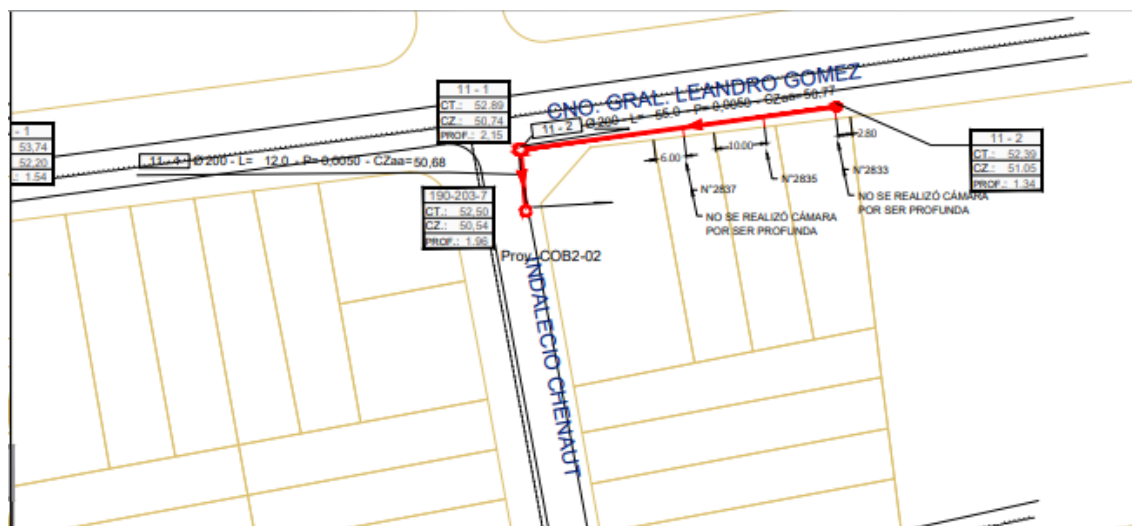 CNO. GRAL. LEANDRO GOMEZ
11 - 1
CT.: 52.89
CZ.: 50,74
PROF.: 2,15
11 - 2 Ø 200 - L= 55.0 - P= 0,0050 - CZaa= 50,77
- 1
53,74
52,20
.: 1.54
Ø 200 - L= 12,0 - P= 0,0050 - CZaa= 50,68
11 - 2
CT.: 52.39
CZ.: 51.05
PROF.: 1.34
2.80
10.00
6.00
N°2833
NO SE REALIZÓ CÁMARA
POR SER PROFUNDA
N°2835
N°2837
NO SE REALIZÓ CÁMARA
POR SER PROFUNDA
190-203-7
CT.: 52,50
CZ.: 50,54
PROF.: 1.96
Proy. COB2-02
INDALECIO CHENAUT